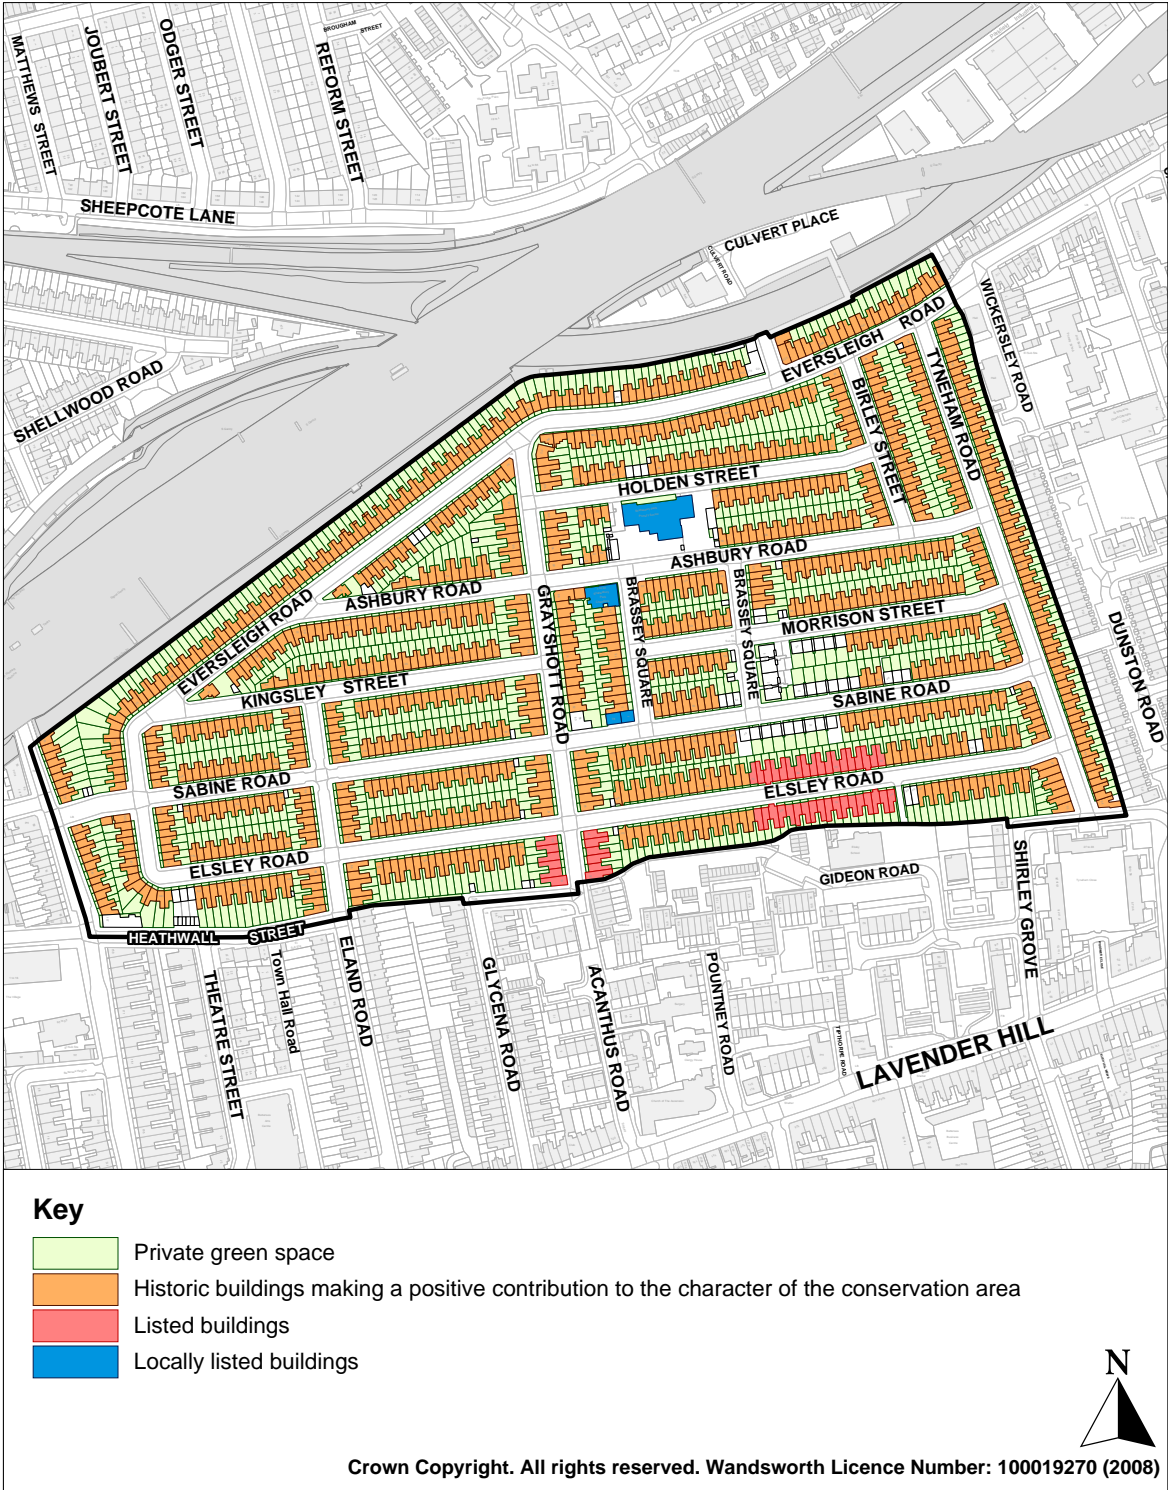 BROUGHAM STREET
MATTHEWS STREET
JOUBERT STREET
ODGER STREET
REFORM STREET
SHEEPCOTE LANE
CULVERT PLACE
CULVERT ROAD
WICKERSLEY ROAD
SHELLWOOD ROAD
EVERSLEIGH ROAD
TYNEHAM ROAD
BIRLEY STREET
HOLDEN STREET
ASHBURY ROAD
ASHBURY ROAD
EVERSLEIGH ROAD
GRAYSHOTT ROAD
BRASSEY SQUARE
BRASSEY SQUARE
MORRISON STREET
DUNSTON ROAD
KINGSLEY STREET
SABINE ROAD
SABINE ROAD
ELSLEY ROAD
ELSLEY ROAD
GIDEON ROAD
SHIRLEY GROVE
HEATHWALL STREET
THEATRE STREET
Town Hall Road
ELAND ROAD
GLYCENA ROAD
ACANTHUS ROAD
POUNTNEY ROAD
LAVENDER HILL
Key
Private green space
Historic buildings making a positive contribution to the character of the conservation area
Listed buildings
Locally listed buildings
N
Crown Copyright. All rights reserved. Wandsworth Licence Number: 100019270 (2008)